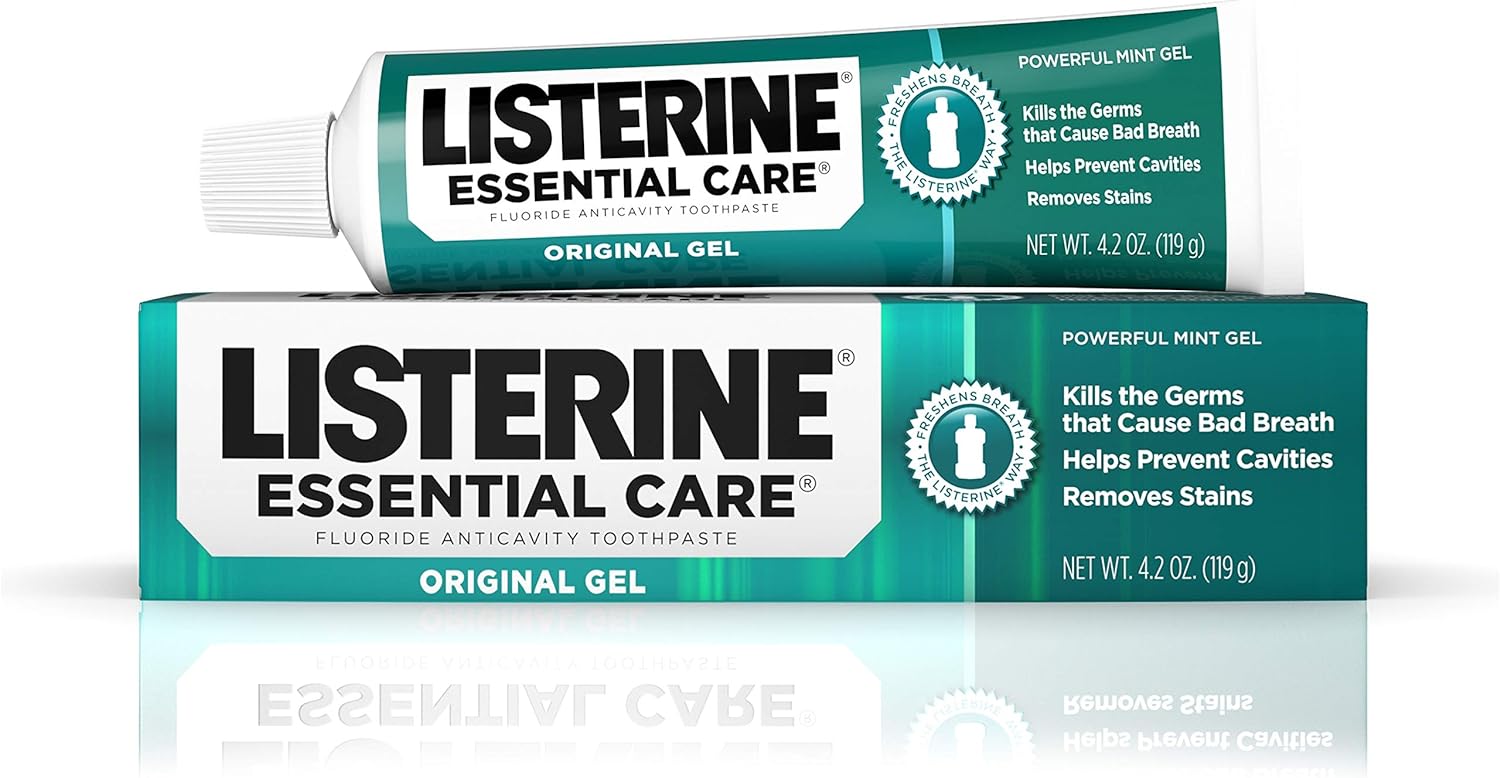 LISTERINE®
ESSENTIAL CARE®
FLUORIDE ANTICAVITY TOOTHPASTE
ORIGINAL GEL
FRESHENS BREATH
THE LISTERINE® WAY
POWERFUL MINT GEL
Kills the Germs
that Cause Bad Breath
Helps Prevent Cavities
Removes Stains
NET WT. 4.2 OZ. (119 g)
LISTERINE®
ESSENTIAL CARE®
FLUORIDE ANTICAVITY TOOTHPASTE
ORIGINAL GEL
FRESHENS BREATH
THE LISTERINE® WAY
POWERFUL MINT GEL
Kills the Germs
that Cause Bad Breath
Helps Prevent Cavities
Removes Stains
NET WT. 4.2 OZ. (119 g)